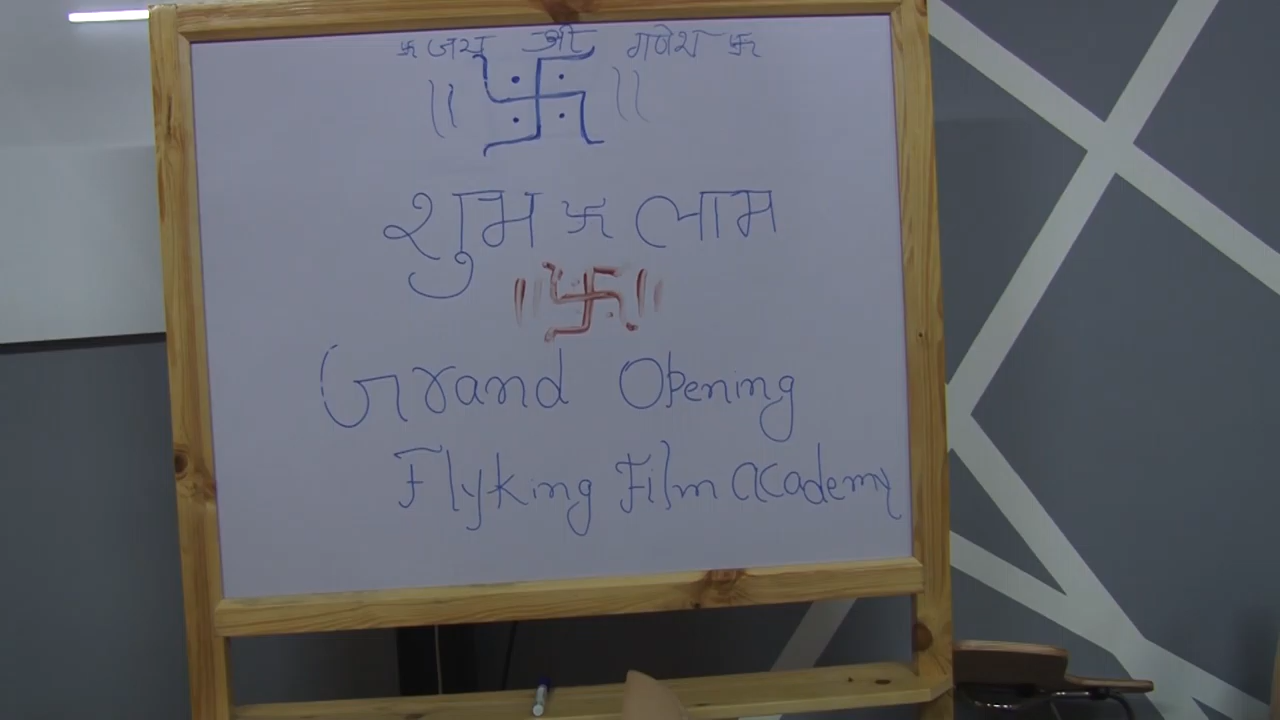 卐 जय श्री गणेश 卐
|| 卐 ||
शुभ 卐 लाभ
|| 卐 ||
Grand Opening
Flyking Film Academy